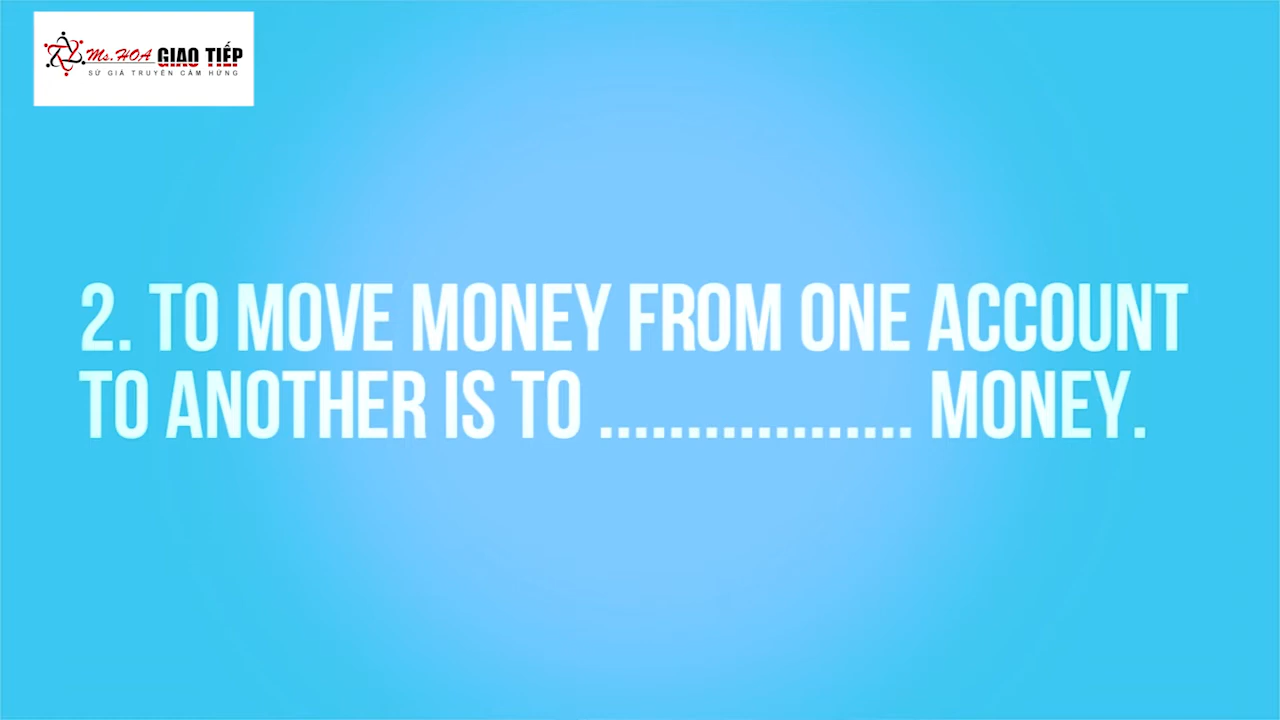 Ms. HOA GIAO TIẾP
SỨ GIẢ TRUYỀN CẢM HỨNG
2. TO MOVE MONEY FROM ONE ACCOUNT
TO ANOTHER IS TO .................. MONEY.